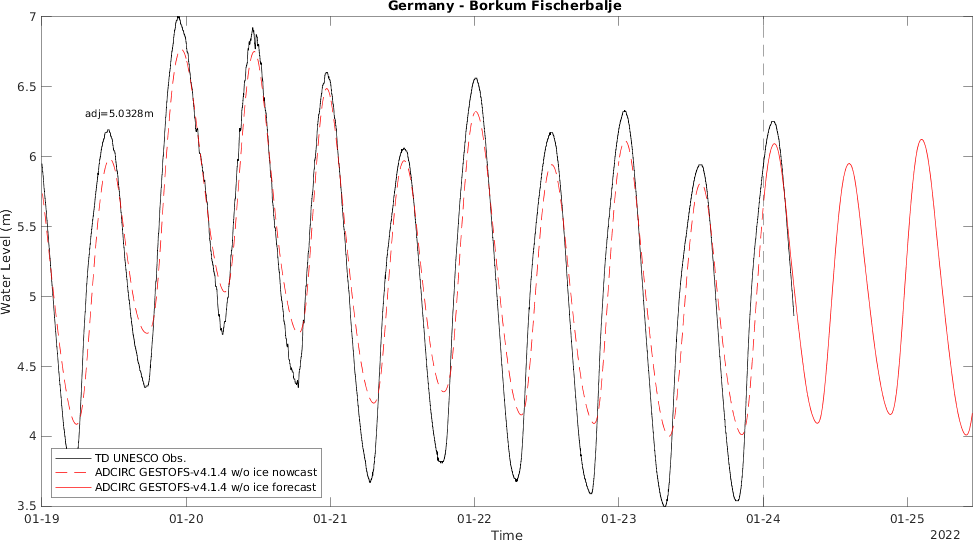 Germany - Borkum Fischerbalje
7
6.5
6
5.5
5
4.5
4
3.5
Water Level (m)
adj=5.0328m
TD UNESCO Obs.
ADCIRC GESTOFS-v4.1.4 w/o ice nowcast
ADCIRC GESTOFS-v4.1.4 w/o ice forecast
01-19 01-20 01-21 01-22 01-23 01-24 01-25
Time
2022